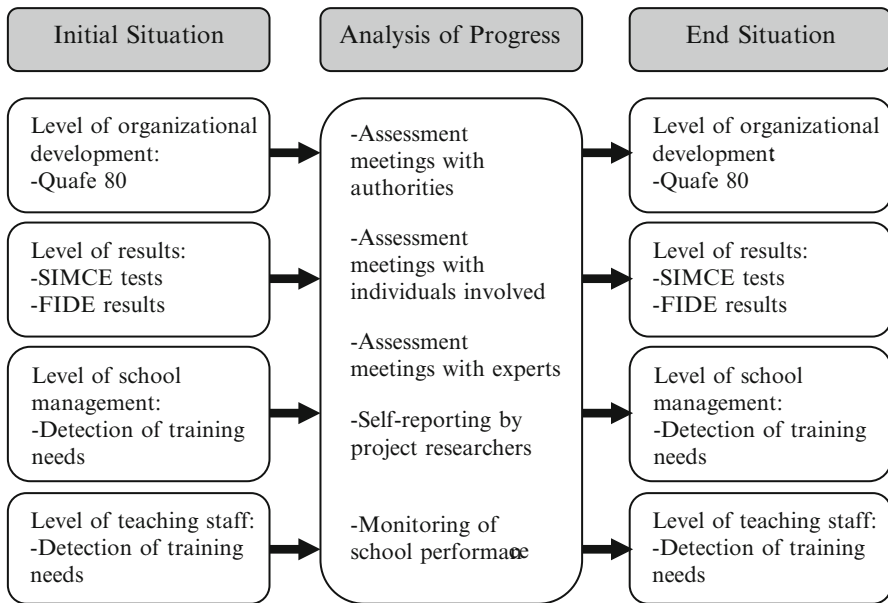 Initial Situation
Analysis of Progress
End Situation
Level of organizational
development:
-Quafe 80
Level of results:
-SIMCE tests
-FIDE results
Level of school
management:
-Detection of training
needs
Level of teaching staff:
-Detection of training
needs
-Assessment
meetings with
authorities
-Assessment
meetings with
individuals involved
-Assessment
meetings with experts
-Self-reporting by
project researchers
-Monitoring of
school performance
Level of organizational
development:
-Quafe 80
Level of results:
-SIMCE tests
-FIDE results
Level of school
management:
-Detection of training
needs
Level of teaching staff:
-Detection of training
needs